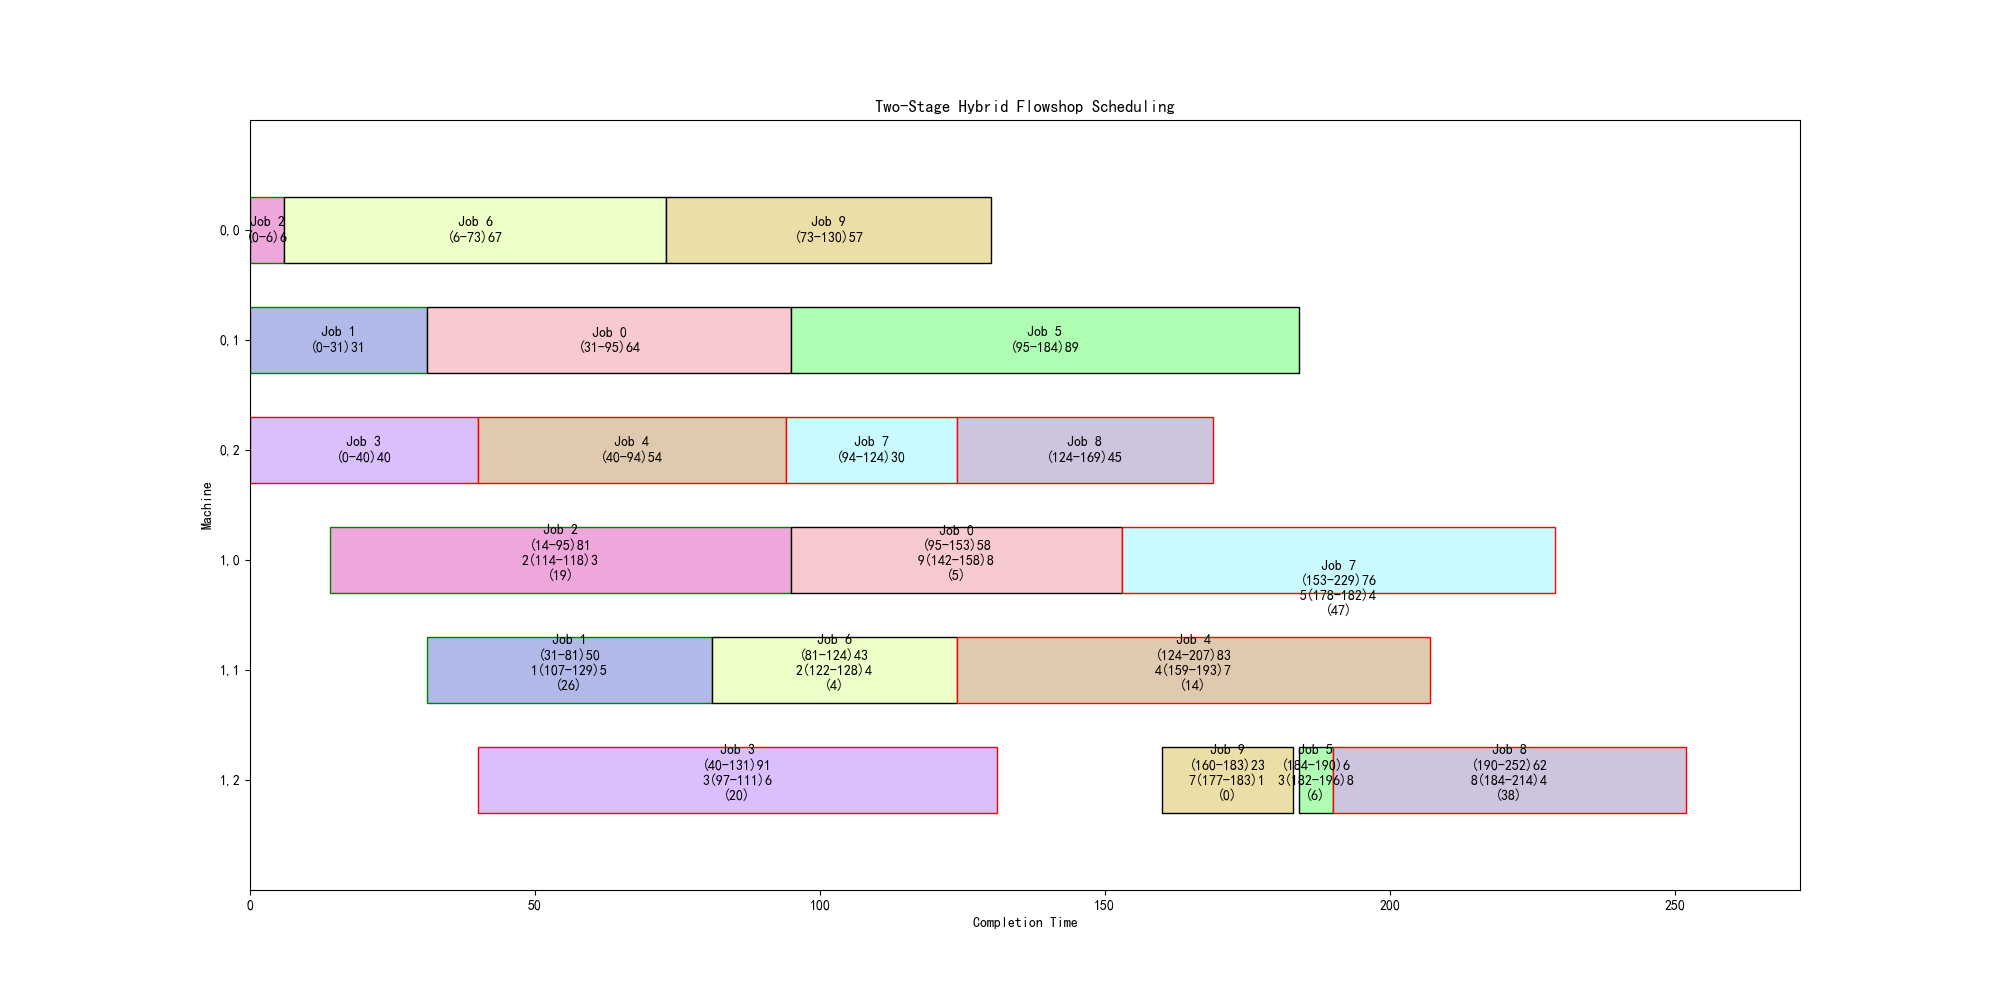 Two-Stage Hybrid Flowshop Scheduling
0,0
Job 2
(0-6)6
Job 6
(6-73)67
Job 9
(73-130)57
0,1
Job 1
(0-31)31
Job 0
(31-95)64
Job 5
(95-184)89
0,2
Job 3
(0-40)40
Job 4
(40-94)54
Job 7
(94-124)30
Job 8
(124-169)45
Machine
1,0
Job 2
(14-95)81
2(114-118)3
(19)
Job 0
(95-153)58
9(142-158)8
(5)
Job 7
(153-229)76
5(178-182)4
(47)
1,1
Job 1
(31-81)50
1(107-129)5
(26)
Job 6
(81-124)43
2(122-128)4
(4)
Job 4
(124-207)83
4(159-193)7
(14)
1,2
Job 3
(40-131)91
3(97-111)6
(20)
Job 9
(160-183)23
7(177-183)1
(0)
Job 5
(184-190)6
3(182-196)8
(6)
Job 8
(190-252)62
8(184-214)4
(38)
0
50
100
150
200
250
Completion Time